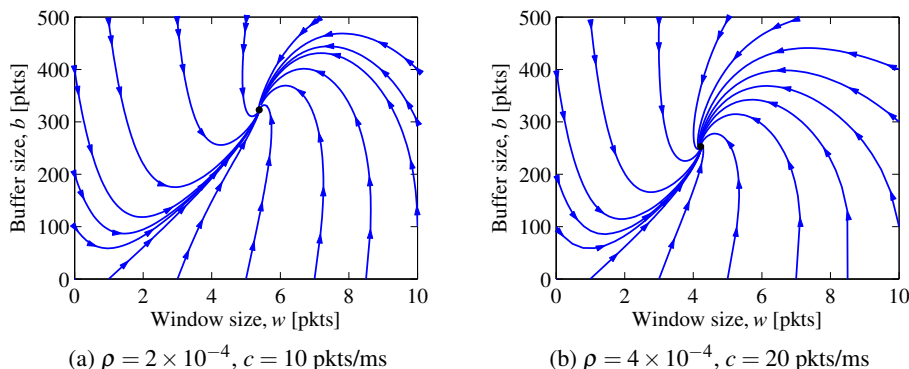 500
400
300
200
100
0
0 2 4 6 8 10
Buffer size, b [pkts]
Window size, w [pkts]
(a) ρ = 2 × 10⁻⁴, c = 10 pkts/ms
500
400
300
200
100
0
0 2 4 6 8 10
Buffer size, b [pkts]
Window size, w [pkts]
(b) ρ = 4 × 10⁻⁴, c = 20 pkts/ms